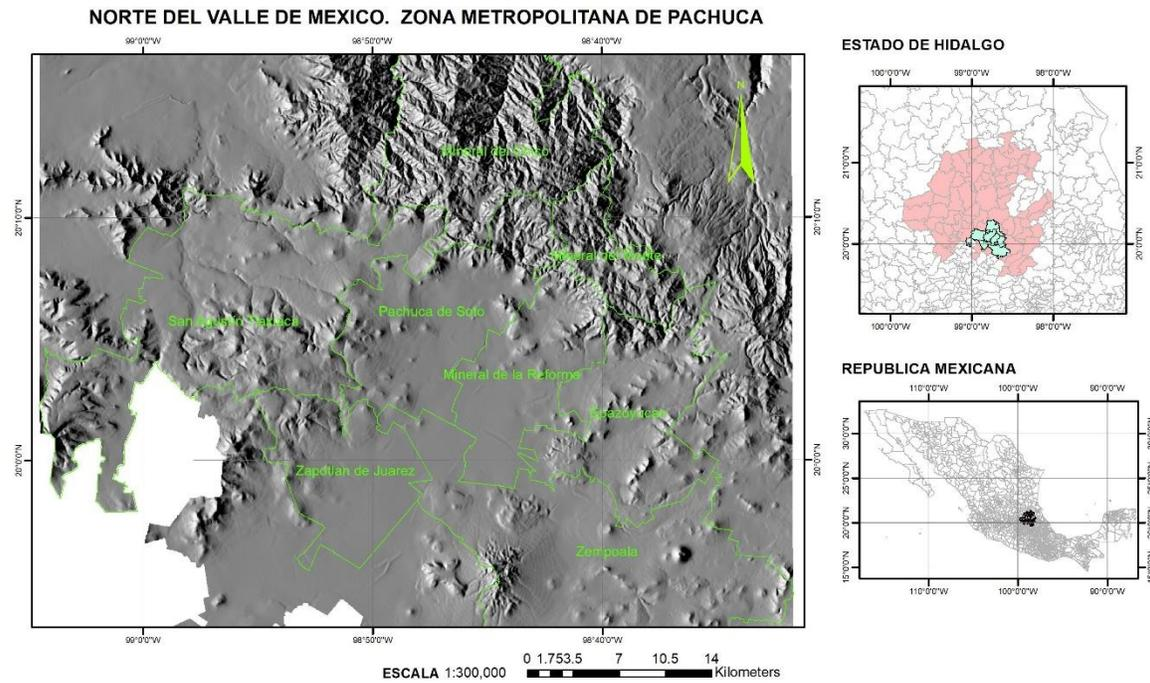 NORTE DEL VALLE DE MEXICO. ZONA METROPOLITANA DE PACHUCA
99°0'0"W 98°50'0"W 98°40'0"W
N
Mineral del Chico
20°10'0"N 20°10'0"N
Mineral del Monte
Pachuca de Soto
San Agustin Tlaxiaca
Mineral de la Reforma
Epazoyucan
20°0'0"N 20°0'0"N
Zapotlan de Juarez
Zempoala
99°0'0"W 98°50'0"W 98°40'0"W
ESCALA 1:300,000
0 1.753.5 7 10.5 14
Kilometers
ESTADO DE HIDALGO
100°0'0"W 99°0'0"W 98°0'0"W
21°0'0"N 21°0'0"N
20°0'0"N 20°0'0"N
100°0'0"W 99°0'0"W 98°0'0"W
REPUBLICA MEXICANA
110°0'0"W 100°0'0"W 90°0'0"W
30°0'0"N
25°0'0"N
20°0'0"N
15°0'0"N
110°0'0"W 100°0'0"W 90°0'0"W